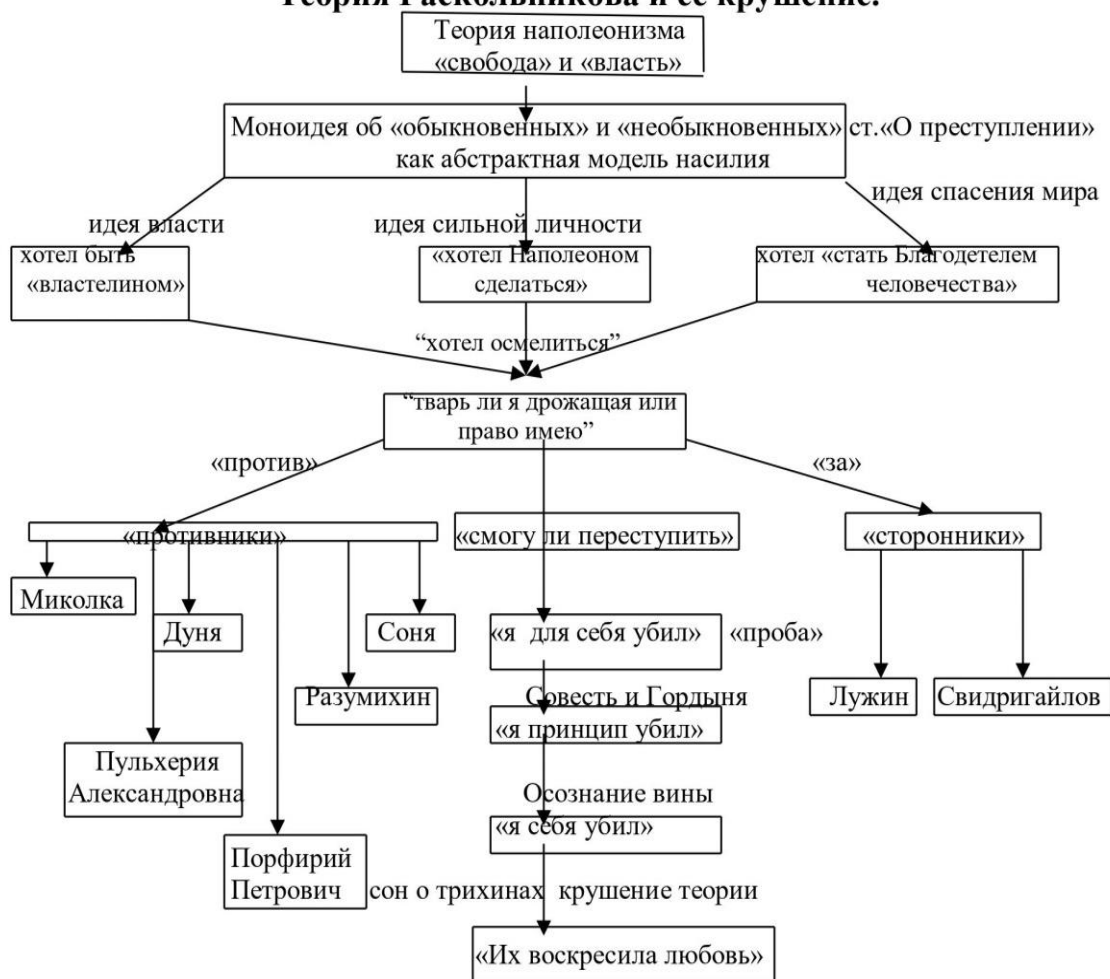 Теория Раскольникова и ее крушение.
Теория наполеонизма
«свобода» и «власть»
Моноидея об «обыкновенных» и «необыкновенных» ст.«О преступлении»
как абстрактная модель насилия
идея спасения мира
идея власти
идея сильной личности
хотел быть
«властелином»
«хотел Наполеоном
сделаться»
хотел «стать Благодетелем
человечества»
“хотел осмелиться”
“тварь ли я дрожащая или
право имею”
«против»
«за»
«противники»
«смогу ли переступить»
«сторонники»
Миколка
Дуня
Соня
«я для себя убил»
«проба»
Разумихин
Совесть и Гордыня
Лужин
Свидригайлов
«я принцип убил»
Пульхерия
Александровна
Осознание вины
«я себя убил»
Порфирий
Петрович
сон о трихинах крушение теории
«Их воскресила любовь»